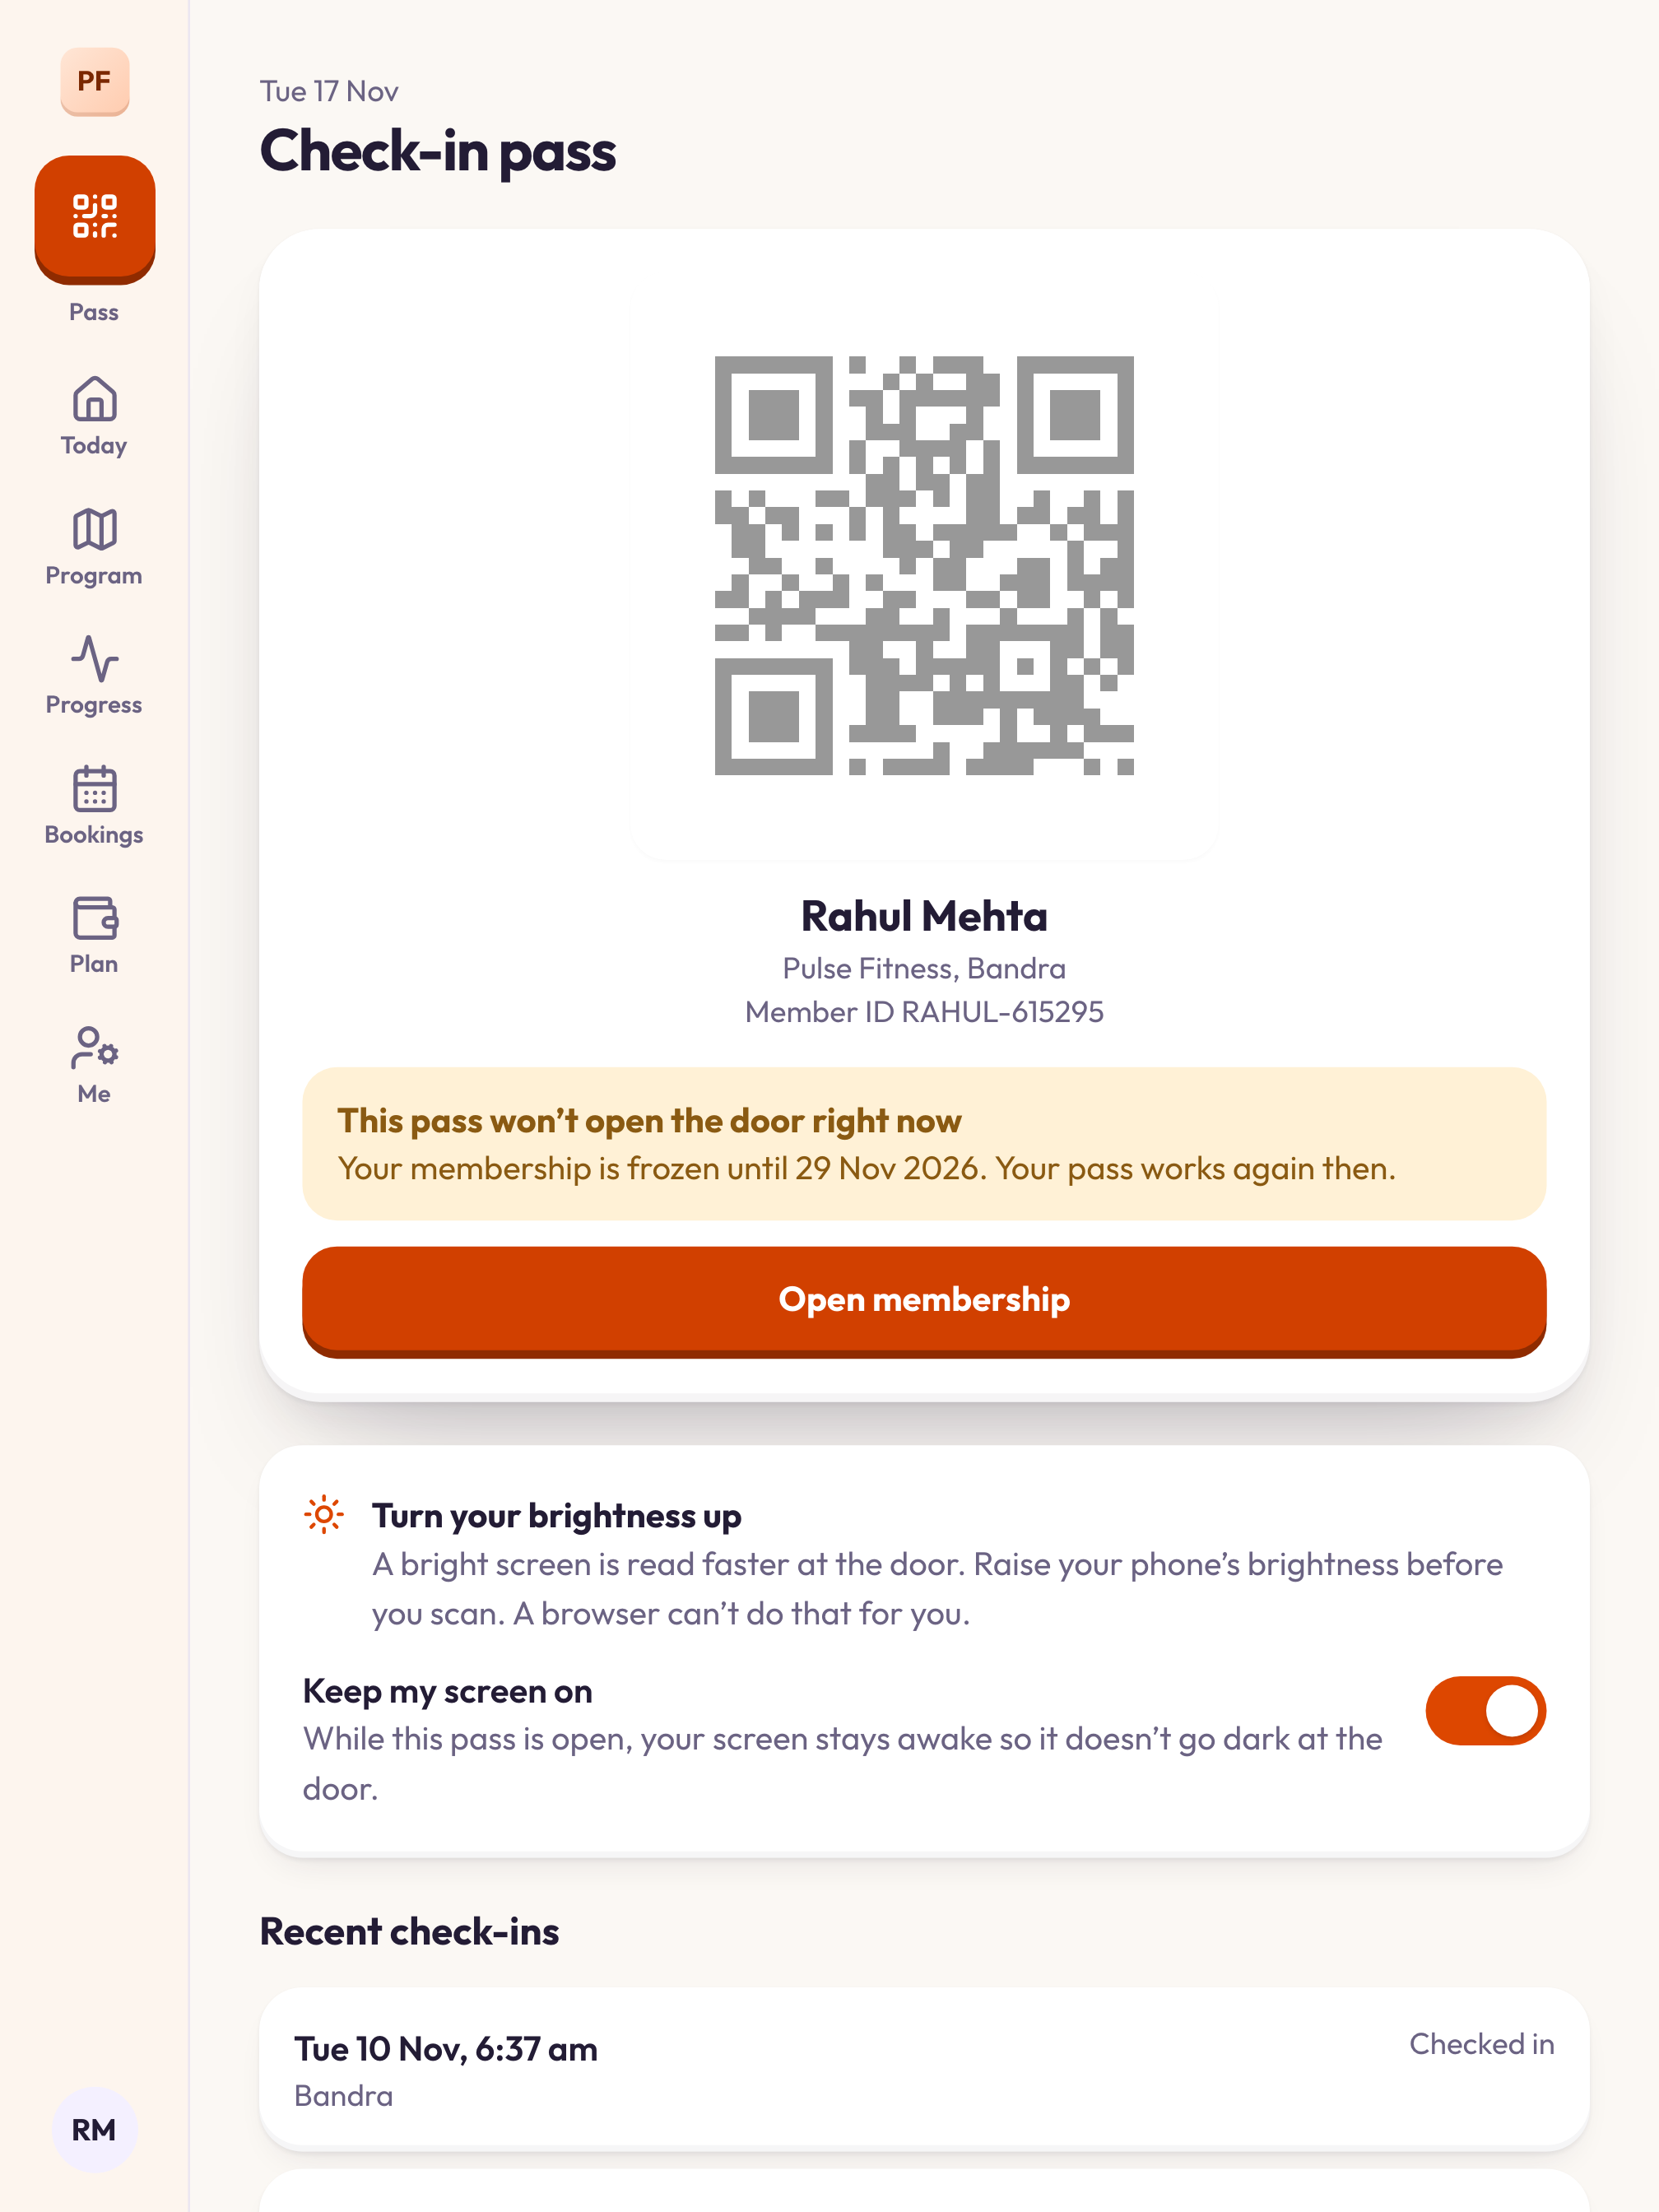 PF
Pass
Today
Program
Progress
Bookings
Plan
Me
RM
Tue 17 Nov
Check-in pass
Rahul Mehta
Pulse Fitness, Bandra
Member ID RAHUL-615295
This pass won’t open the door right now
Your membership is frozen until 29 Nov 2026. Your pass works again then.
Open membership
Turn your brightness up
A bright screen is read faster at the door. Raise your phone’s brightness before
you scan. A browser can’t do that for you.
Keep my screen on
While this pass is open, your screen stays awake so it doesn’t go dark at the
door.
Recent check-ins
Tue 10 Nov, 6:37 am
Checked in
Bandra